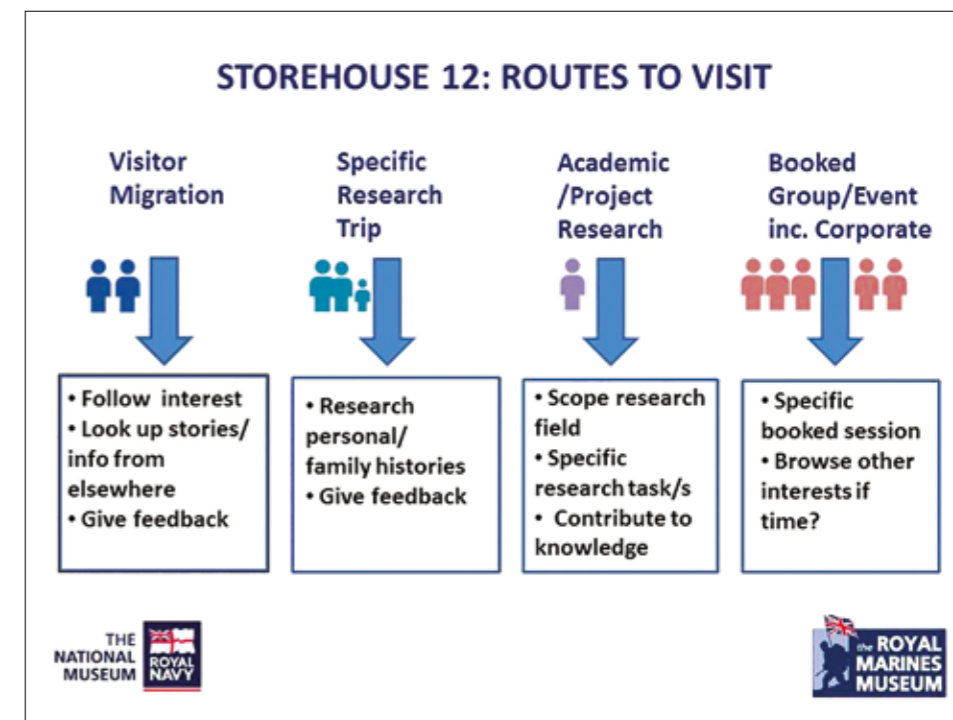 STOREHOUSE 12: ROUTES TO VISIT
Visitor
Migration
Specific
Research
Trip
Academic
/Project
Research
Booked
Group/Event
inc. Corporate
• Follow interest
• Look up stories/
info from
elsewhere
• Give feedback
• Research
personal/
family histories
• Give feedback
• Scope research
field
• Specific
research task/s
• Contribute to
knowledge
• Specific
booked session
• Browse other
interests if
time?
THE
NATIONAL
MUSEUM
ROYAL
NAVY
the ROYAL
MARINES
MUSEUM